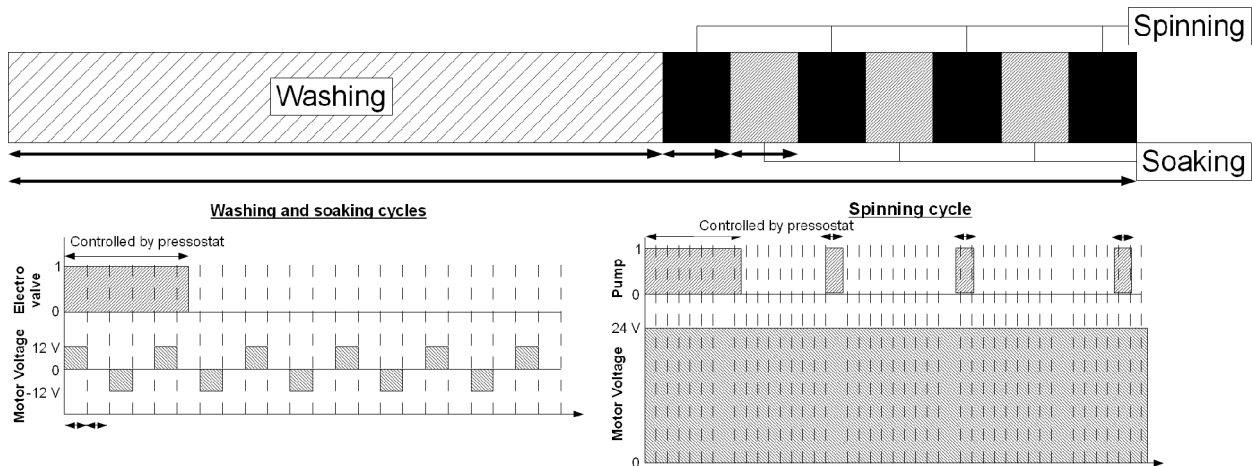 Spinning
Washing
Soaking
Washing and soaking cycles
Controlled by pressostat
1
Electro
valve
0
12 V
0
-12 V
Motor Voltage
Spinning cycle
Controlled by pressostat
1
Pump
0
24 V
Motor Voltage
0